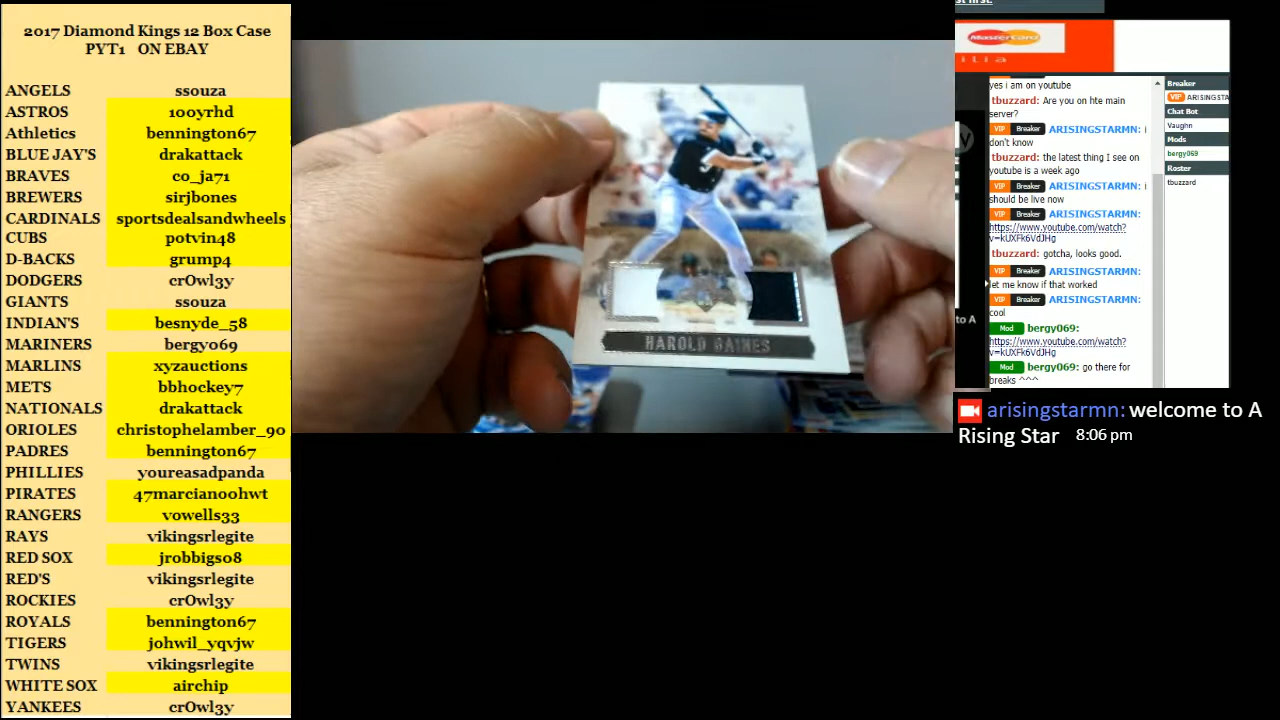 2017 Diamond Kings 12 Box Case
PYT1 ON EBAY
ANGELS ssouza
ASTROS 100yrhd
Athletics bennington67
BLUE JAY'S drakattack
BRAVES co_ja71
BREWERS sirjbones
CARDINALS sportsdealsandwheels
CUBS potvin48
D-BACKS grump4
DODGERS cr0wl3y
GIANTS ssouza
INDIAN'S besnyde_58
MARINERS bergy069
MARLINS xyzauctions
METS bbhockey7
NATIONALS drakattack
ORIOLES christophelamber_90
PADRES bennington67
PHILLIES youreasadpanda
PIRATES 47marcianoohwt
RANGERS vowells33
RAYS vikingsrlegite
RED SOX jrobbigs08
RED'S vikingsrlegite
ROCKIES cr0wl3y
ROYALS bennington67
TIGERS johwil_yqvjw
TWINS vikingsrlegite
WHITE SOX airchip
YANKEES cr0wl3y
HAROLD BAINES
st first.
MasterCard
yes i am on youtube
tbuzzard: Are you on hte main
server?
VIP Breaker ARISINGSTARMN: i
don't know
tbuzzard: the latest thing I see on
youtube is a week ago
VIP Breaker ARISINGSTARMN: i
should be live now
VIP Breaker ARISINGSTARMN:
https://www.youtube.com/watch?
v=kUXFk6VdJHg
tbuzzard: gotcha, looks good.
VIP Breaker ARISINGSTARMN:
let me know if that worked
VIP Breaker ARISINGSTARMN:
cool
Mod bergy069:
https://www.youtube.com/watch?
v=kUXFk6VdJHg
Mod bergy069: go there for
breaks ^^^
to A
Breaker
VIP ARISINGSTA
Chat Bot
Vaughn
Mods
bergy069
Roster
tbuzzard
arisingstarmn: welcome to A
Rising Star 8:06 pm